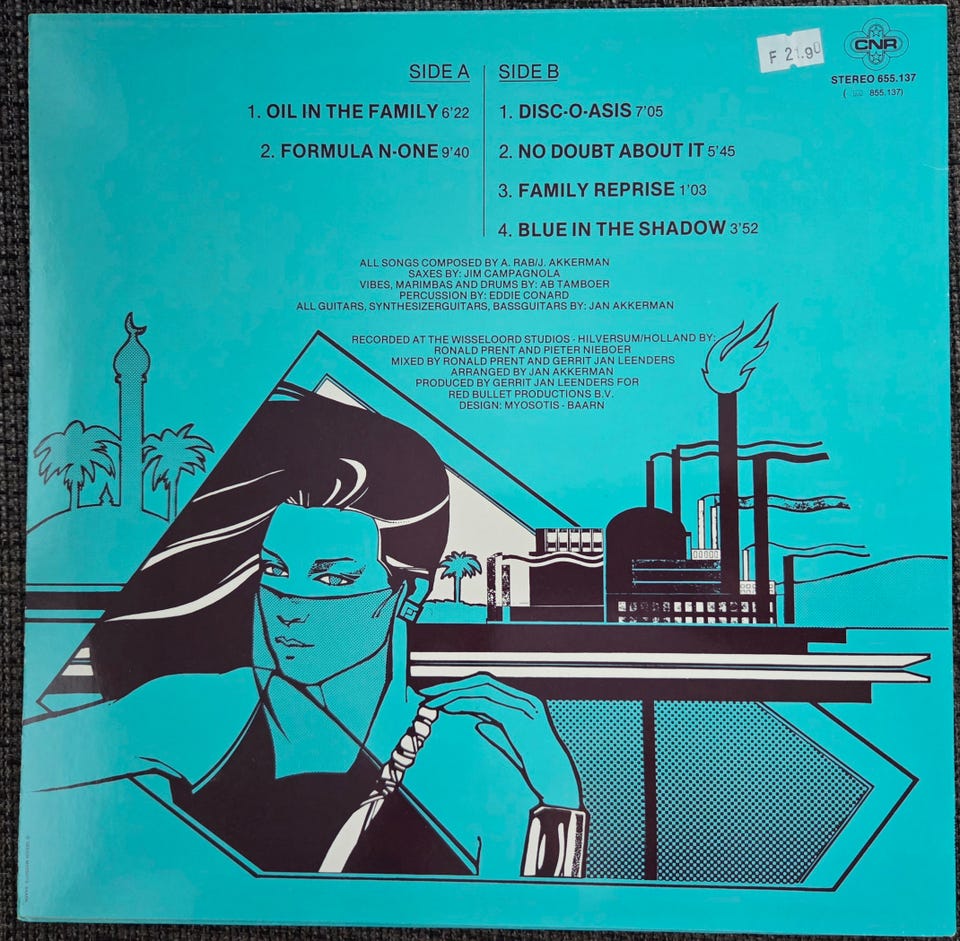 F 21.90
CNR
STEREO 655.137
855.137)
SIDE A
1. OIL IN THE FAMILY 6'22
2. FORMULA N-ONE 9'40
SIDE B
1. DISC-O-ASIS 7'05
2. NO DOUBT ABOUT IT 5'45
3. FAMILY REPRISE 1'03
4. BLUE IN THE SHADOW 3'52
ALL SONGS COMPOSED BY A. RAB/J. AKKERMAN
SAXES BY: JIM CAMPAGNOLA
VIBES, MARIMBAS AND DRUMS BY: AB TAMBOER
PERCUSSION BY: EDDIE CONARD
ALL GUITARS, SYNTHESIZERGUITARS, BASSGUITARS BY: JAN AKKERMAN
RECORDED AT THE WISSELOORD STUDIOS - HILVERSUM/HOLLAND BY:
RONALD PRENT AND PIETER NIEBOER
MIXED BY RONALD PRENT AND GERRIT JAN LEENDERS
ARRANGED BY JAN AKKERMAN
PRODUCED BY GERRIT JAN LEENDERS FOR
RED BULLET PRODUCTIONS B.V.
DESIGN: MYOSOTIS - BAARN